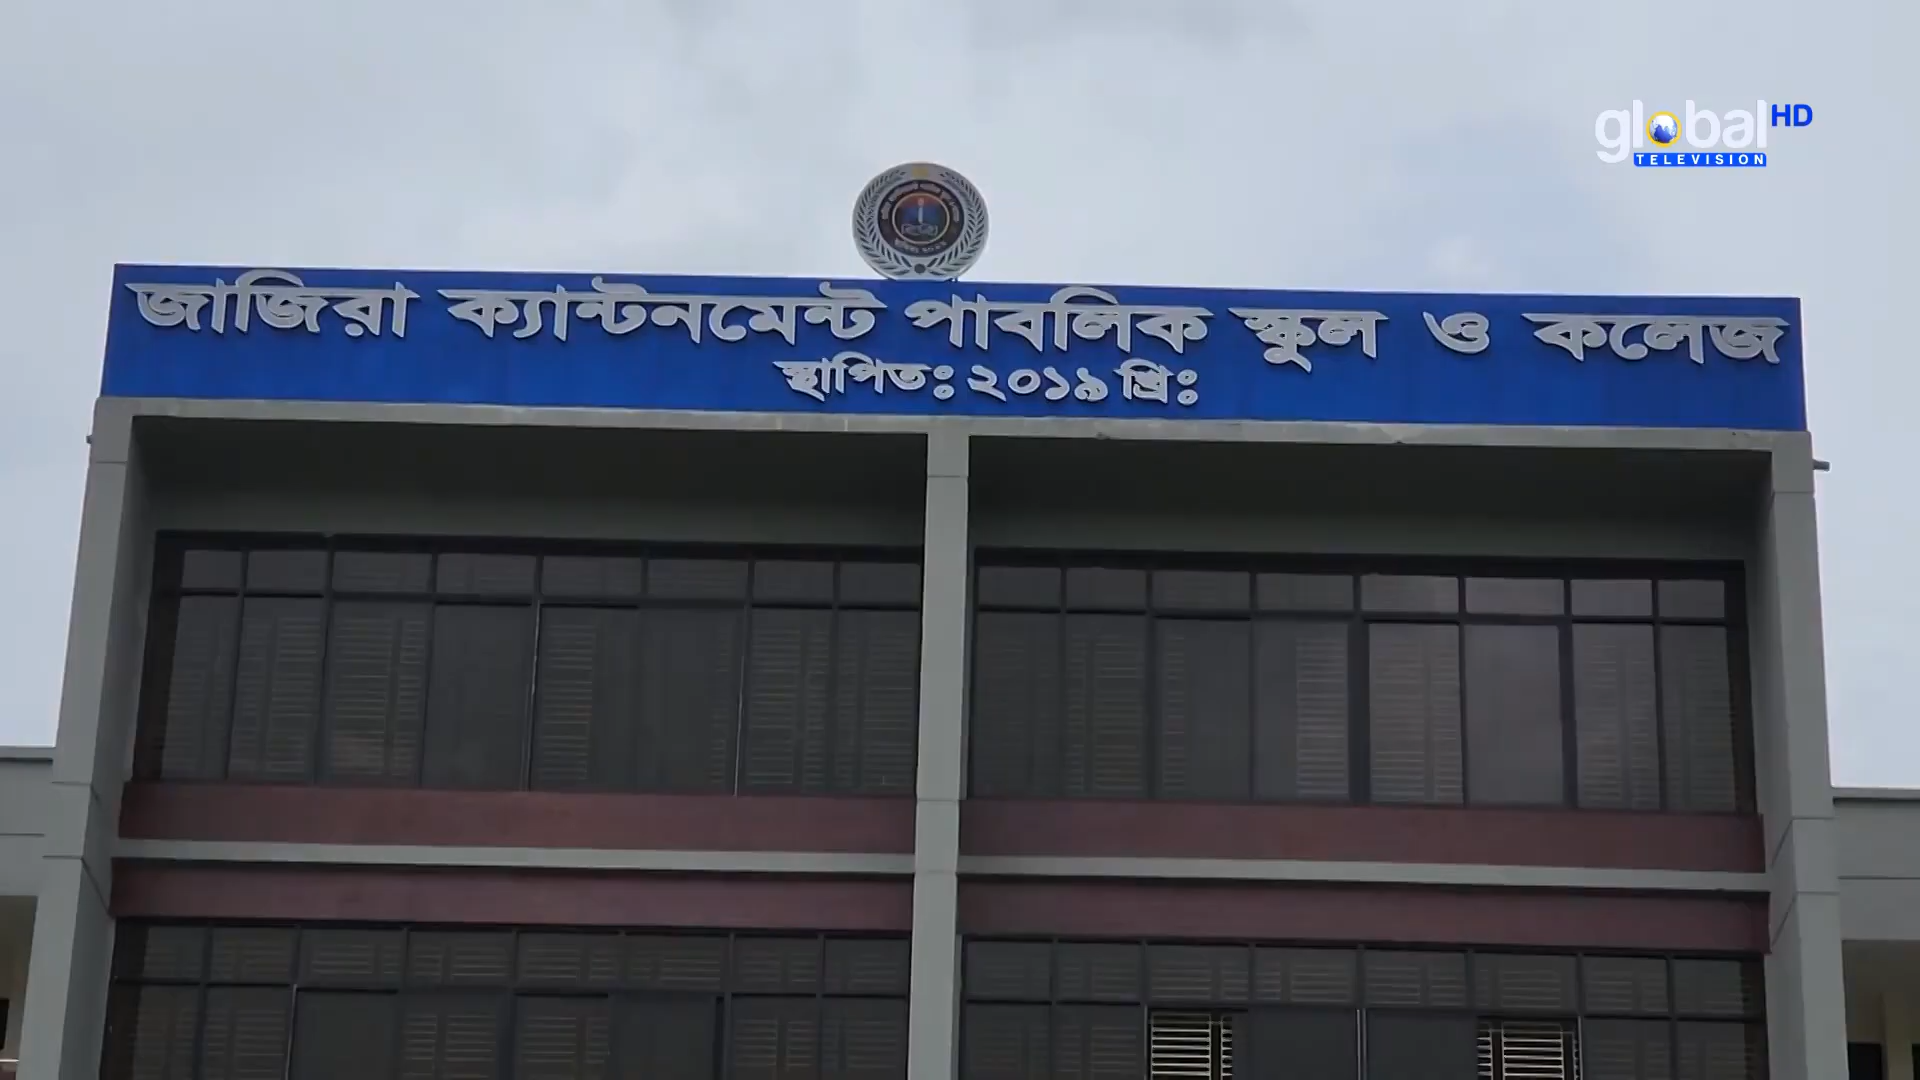 global HD
TELEVISION
জাজিরা ক্যান্টনমেন্ট পাবলিক স্কুল ও কলেজ
স্থাপিতঃ ২০১৯ খ্রিঃ